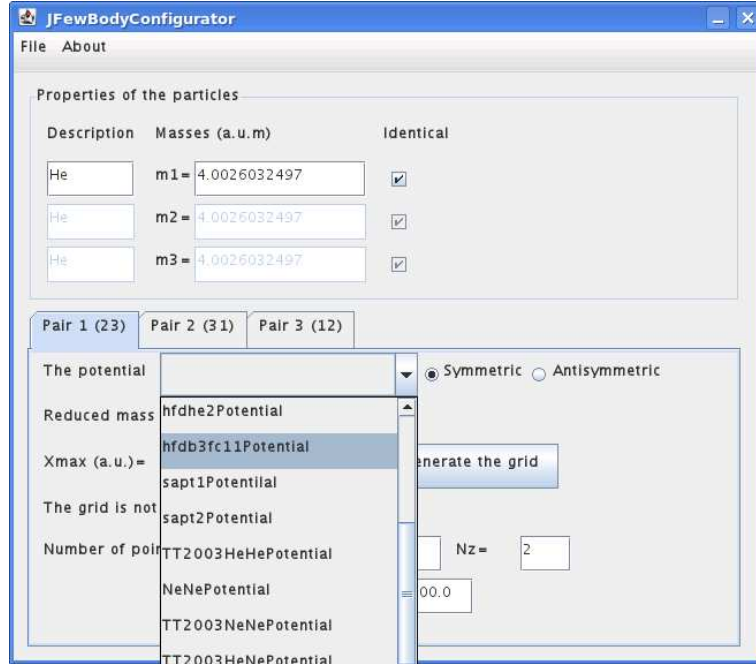 JFewBodyConfigurator
File About
Properties of the particles
Description Masses (a.u.m) Identical
He m1= 4.0026032497
He m2= 4.0026032497
He m3= 4.0026032497
Pair 1 (23) Pair 2 (31) Pair 3 (12)
The potential Symmetric Antisymmetric
Reduced mass hfdhe2Potential
hfdb3fc11Potential
Xmax (a.u.)= enerate the grid
sapt1Potentilal
The grid is not sapt2Potential
Number of poin TT2003HeHePotential Nz= 2
NeNePotential 00.0
TT2003NeNePotential
TT2003HeNePotential